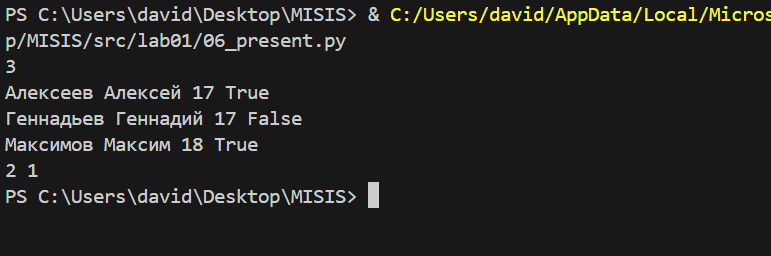 PS C:\Users\david\Desktop\MISIS> & C:/Users/david/AppData/Local/Micros
p/MISIS/src/lab01/06_present.py
3
Алексеев Алексей 17 True
Геннадьев Геннадий 17 False
Максимов Максим 18 True
2 1
PS C:\Users\david\Desktop\MISIS>